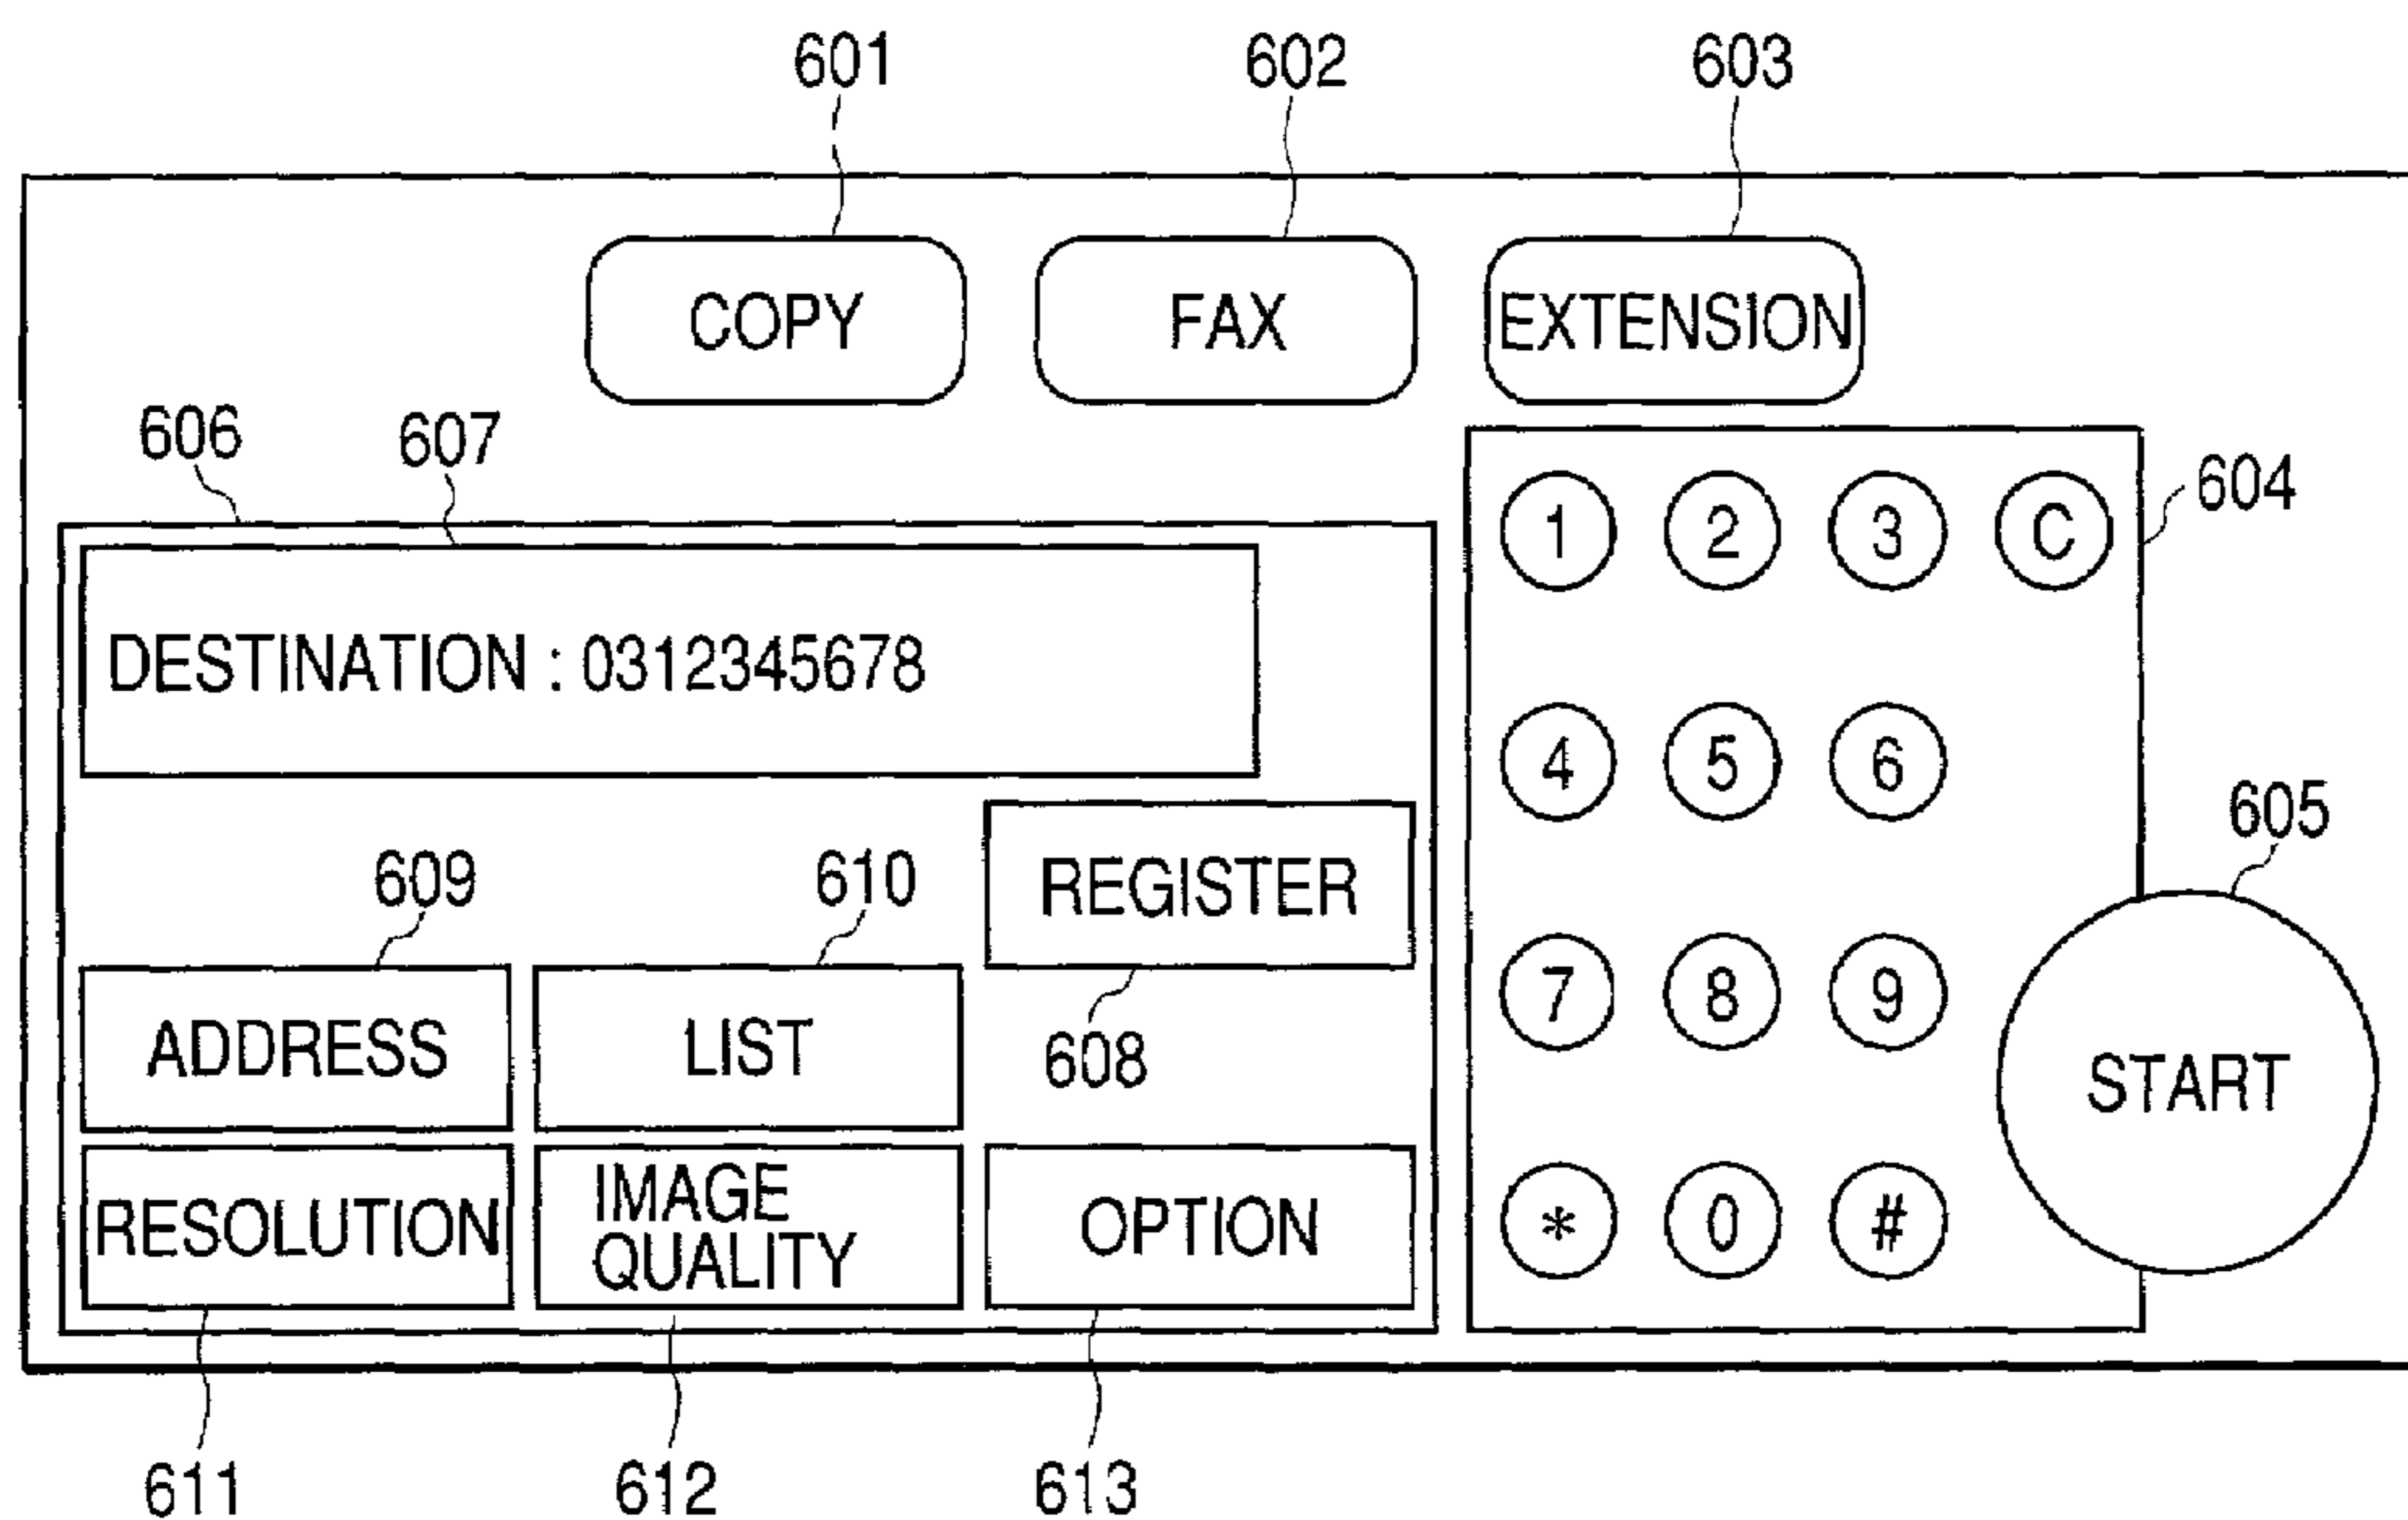 601 602 603
COPY FAX EXTENSION
606 607
1 2 3 C 604
DESTINATION : 0312345678
4 5 6
605
REGISTER
609 610
608
7 8 9
ADDRESS LIST
START
RESOLUTION IMAGE QUALITY OPTION
* 0 #
611 612 613